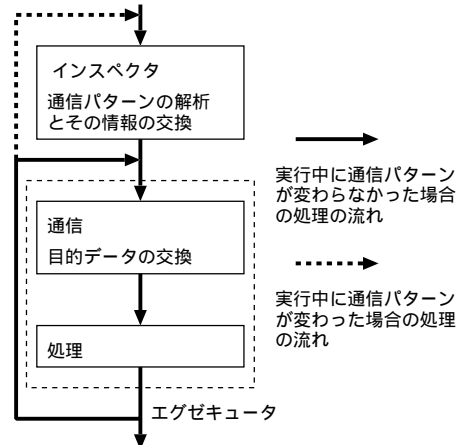 インスペクタ
通信パターンの解析
とその情報の交換
通信
目的データの交換
処理
エグゼキュータ
実行中に通信パターン
が変わらなかった場合
の処理の流れ
実行中に通信パターン
が変わった場合の処理
の流れ